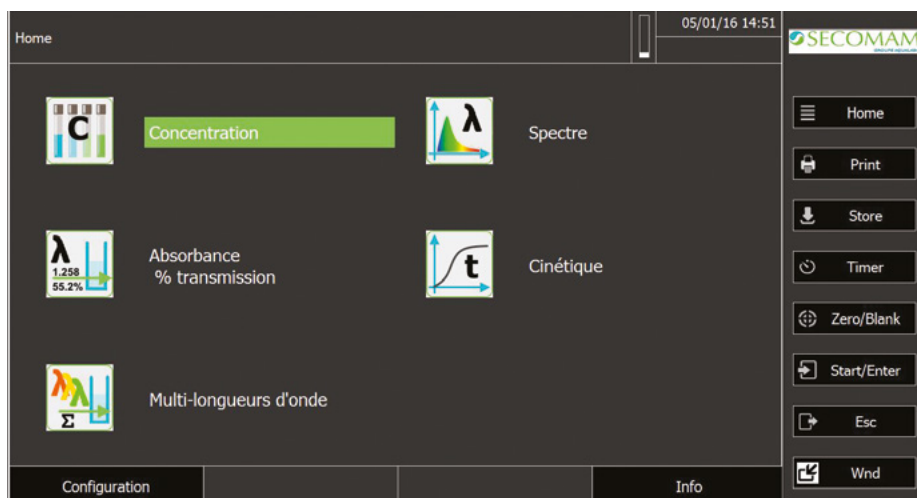 Home
05/01/16 14:51
SECOMAM
C
Concentration
λ
Spectre
λ
1.258
55.2%
Absorbance
% transmission
t
Cinétique
λλλ
Σ
Multi-longueurs d'onde
Configuration
Info
Home
Print
Store
Timer
Zero/Blank
Start/Enter
Esc
Wnd